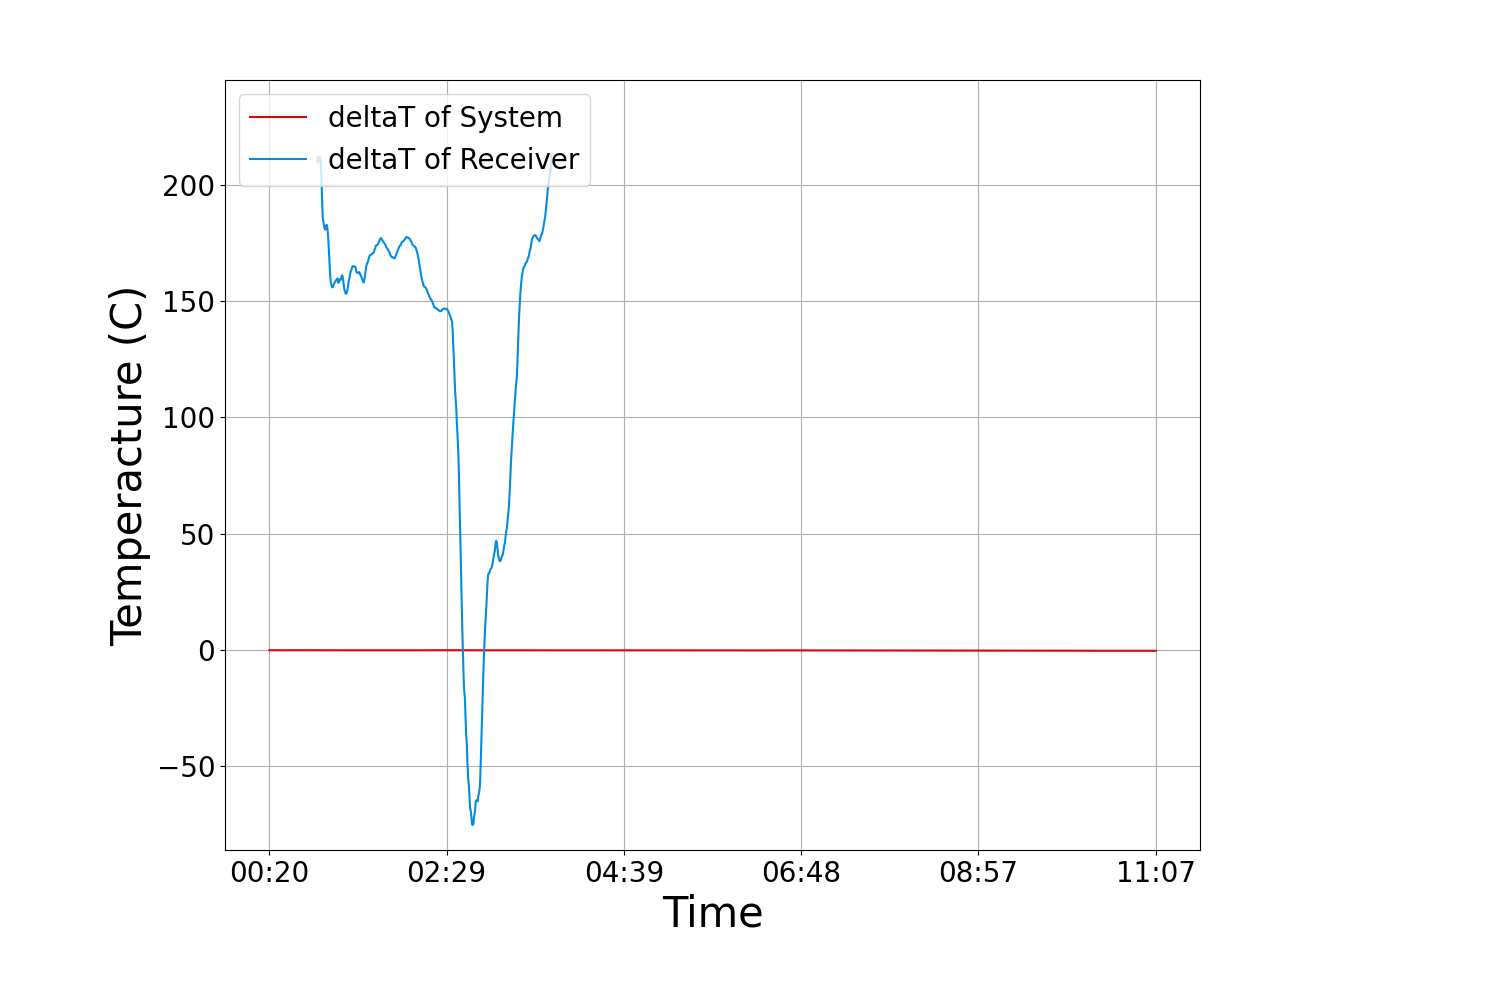 deltaT of System
deltaT of Receiver
200
150
100
50
0
−50
Temperacture (C)
00:20 02:29 04:39 06:48 08:57 11:07
Time